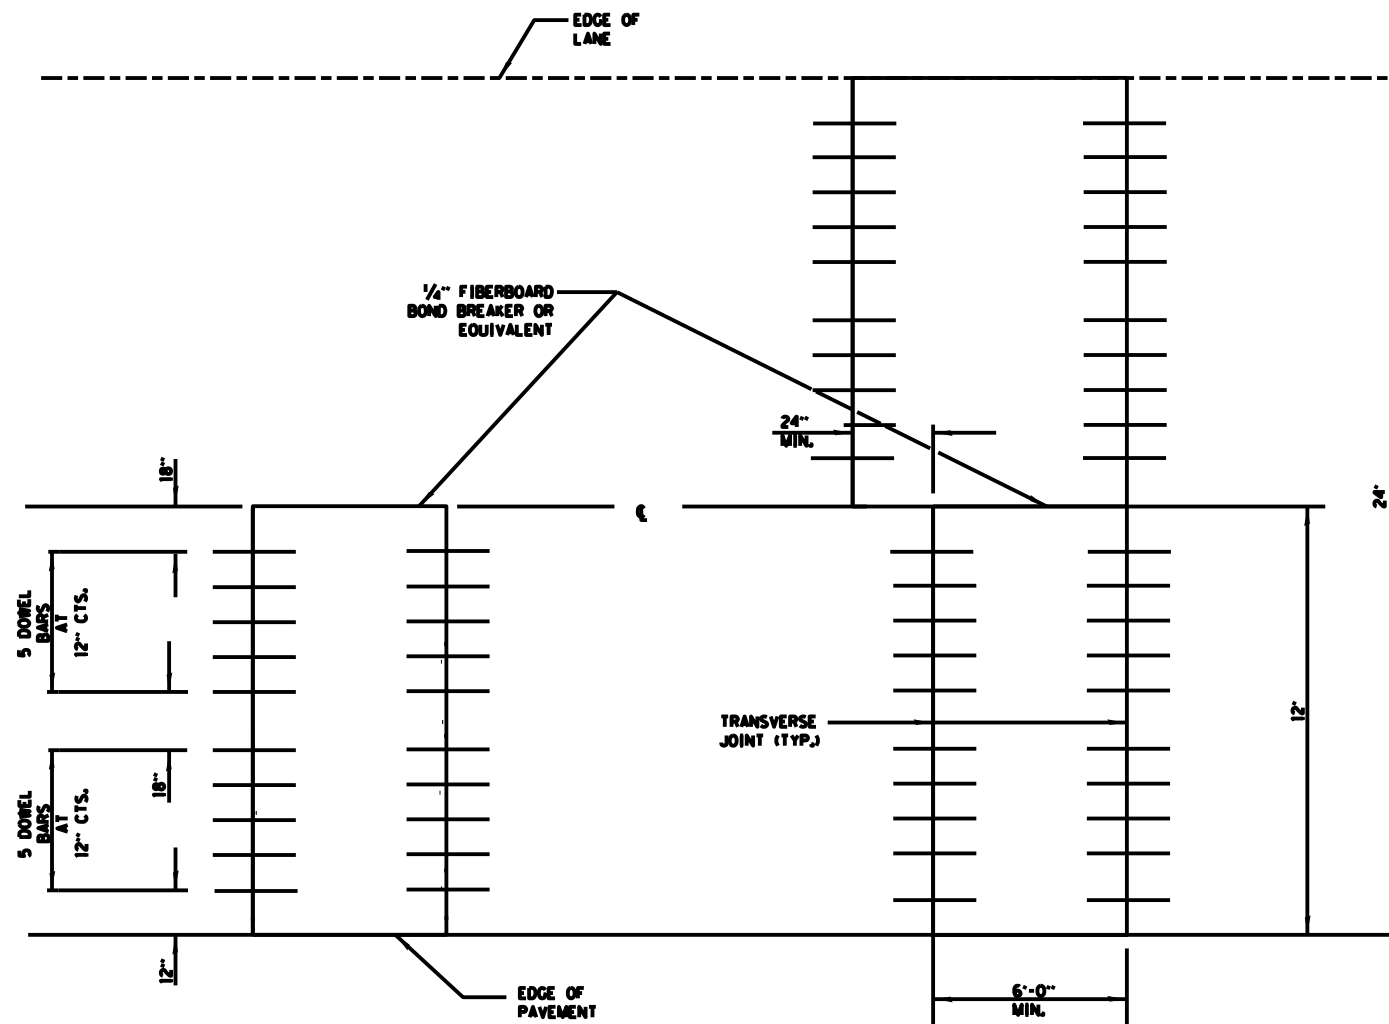 EDGE OF
LANE
1/4" FIBERBOARD
BOND BREAKER OR
EQUIVALENT
24"
MIN.
18"
℄
24'
5 DOWEL
BARS
AT
12" CTS.
12'
TRANSVERSE
JOINT (TYP.)
18"
5 DOWEL
BARS
AT
12" CTS.
12"
EDGE OF
PAVEMENT
6'-0"
MIN.